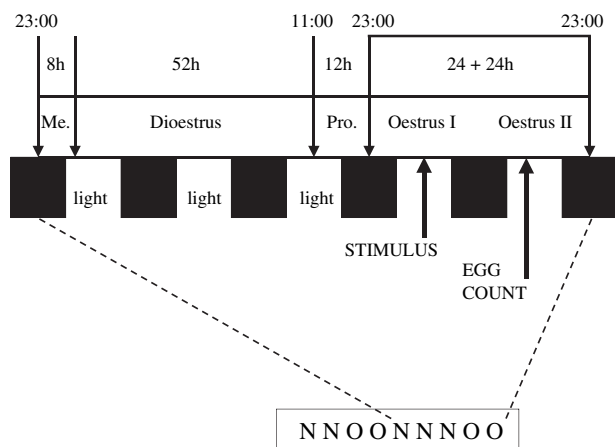 23:00 11:00 23:00 23:00
8h 52h 12h 24 + 24h
Me. Dioestrus Pro. Oestrus I Oestrus II
light light light
STIMULUS
EGG
COUNT
N N O O N N N N O O